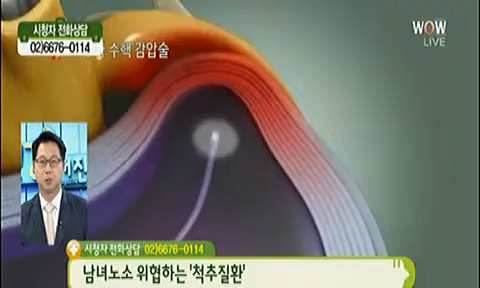 시청자 전화상담
02)6676-0114
수핵 감압술
WOW
LIVE
시청자 전화상담 02)6676-0114
남녀노소 위협하는 '척추질환'